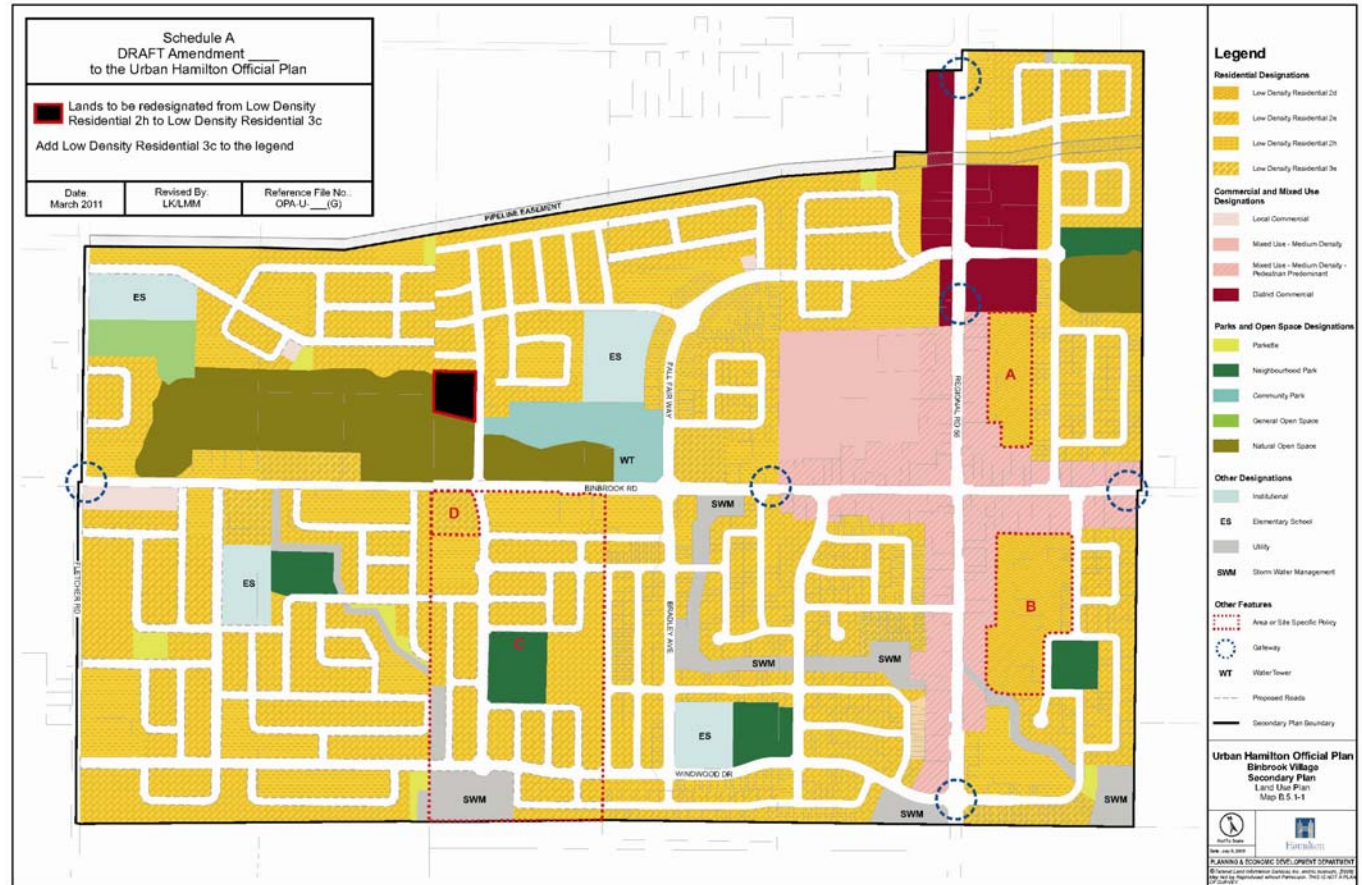 Schedule A
DRAFT Amendment ____
to the Urban Hamilton Official Plan
Lands to be redesignated from Low Density
Residential 2h to Low Density Residential 3c
Add Low Density Residential 3c to the legend
Date:
March 2011
Revised By:
LK/LMM
Reference File No.:
OPA-U-___(G)
PIPELINE EASEMENT
ES
ES
FALL FAIR WAY
REGIONAL RD 56
A
WT
BINBROOK RD
SWM
D
FLETCHER RD
ES
BRADLEY AVE
B
C
SWM
SWM
ES
WINDWOOD DR
SWM
SWM
SWM
Legend
Residential Designations
Low Density Residential 2d
Low Density Residential 2e
Low Density Residential 2h
Low Density Residential 3e
Commercial and Mixed Use
Designations
Local Commercial
Mixed Use - Medium Density
Mixed Use - Medium Density -
Pedestrian Predominant
District Commercial
Parks and Open Space Designations
Parkette
Neighbourhood Park
Community Park
General Open Space
Natural Open Space
Other Designations
Institutional
ES Elementary School
Utility
SWM Storm Water Management
Other Features
Area or Site Specific Policy
Gateway
WT Water Tower
Proposed Roads
Secondary Plan Boundary
Urban Hamilton Official Plan
Binbrook Village
Secondary Plan
Land Use Plan
Map B.5.1-1
Not To Scale
Hamilton
PLANNING & ECONOMIC DEVELOPMENT DEPARTMENT